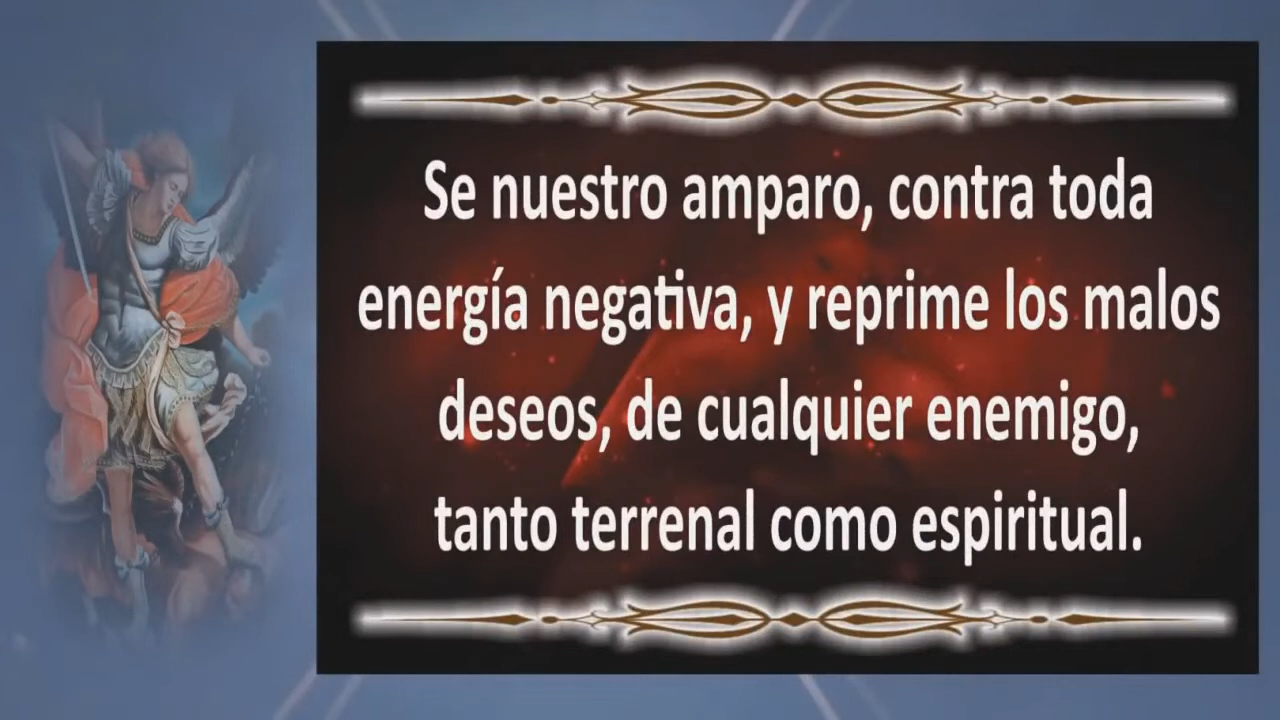 Se nuestro amparo, contra toda
energía negativa, y reprime los malos
deseos, de cualquier enemigo,
tanto terrenal como espiritual.